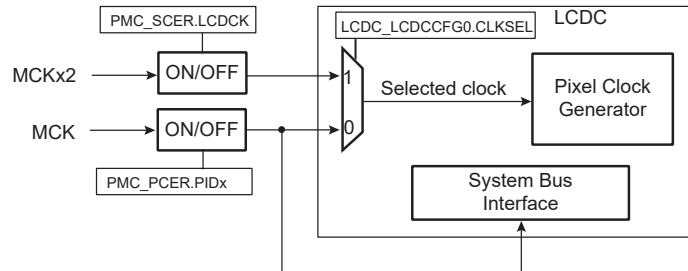 PMC_SCER.LCDCK
LCDC_LCDCCFG0.CLKSEL
LCDC
MCKx2
ON/OFF
1
Selected clock
Pixel Clock
Generator
MCK
ON/OFF
0
PMC_PCER.PIDx
System Bus
Interface